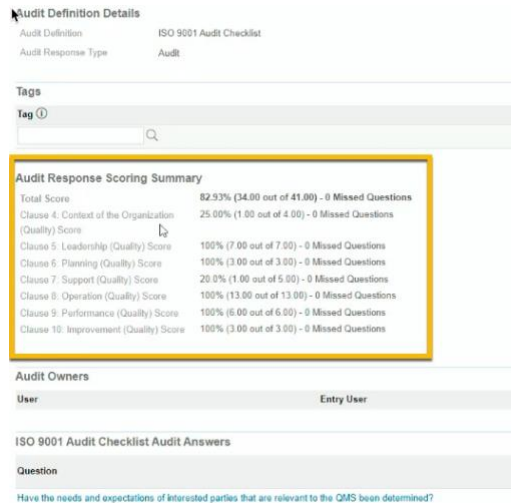 Audit Definition Details
Audit Definition ISO 9001 Audit Checklist
Audit Response Type Audit
Tags
Tag
Audit Response Scoring Summary
Total Score 82.93% (34.00 out of 41.00) - 0 Missed Questions
Clause 4: Context of the Organization 25.00% (1.00 out of 4.00) - 0 Missed Questions
(Quality) Score
Clause 5: Leadership (Quality) Score 100% (7.00 out of 7.00) - 0 Missed Questions
Clause 6: Planning (Quality) Score 100% (3.00 out of 3.00) - 0 Missed Questions
Clause 7: Support (Quality) Score 20.0% (1.00 out of 5.00) - 0 Missed Questions
Clause 8: Operation (Quality) Score 100% (13.00 out of 13.00) - 0 Missed Questions
Clause 9: Performance (Quality) Score 100% (6.00 out of 6.00) - 0 Missed Questions
Clause 10: Improvement (Quality) Score 100% (3.00 out of 3.00) - 0 Missed Questions
Audit Owners
User Entry User
ISO 9001 Audit Checklist Audit Answers
Question
Have the needs and expectations of interested parties that are relevant to the QMS been determined?